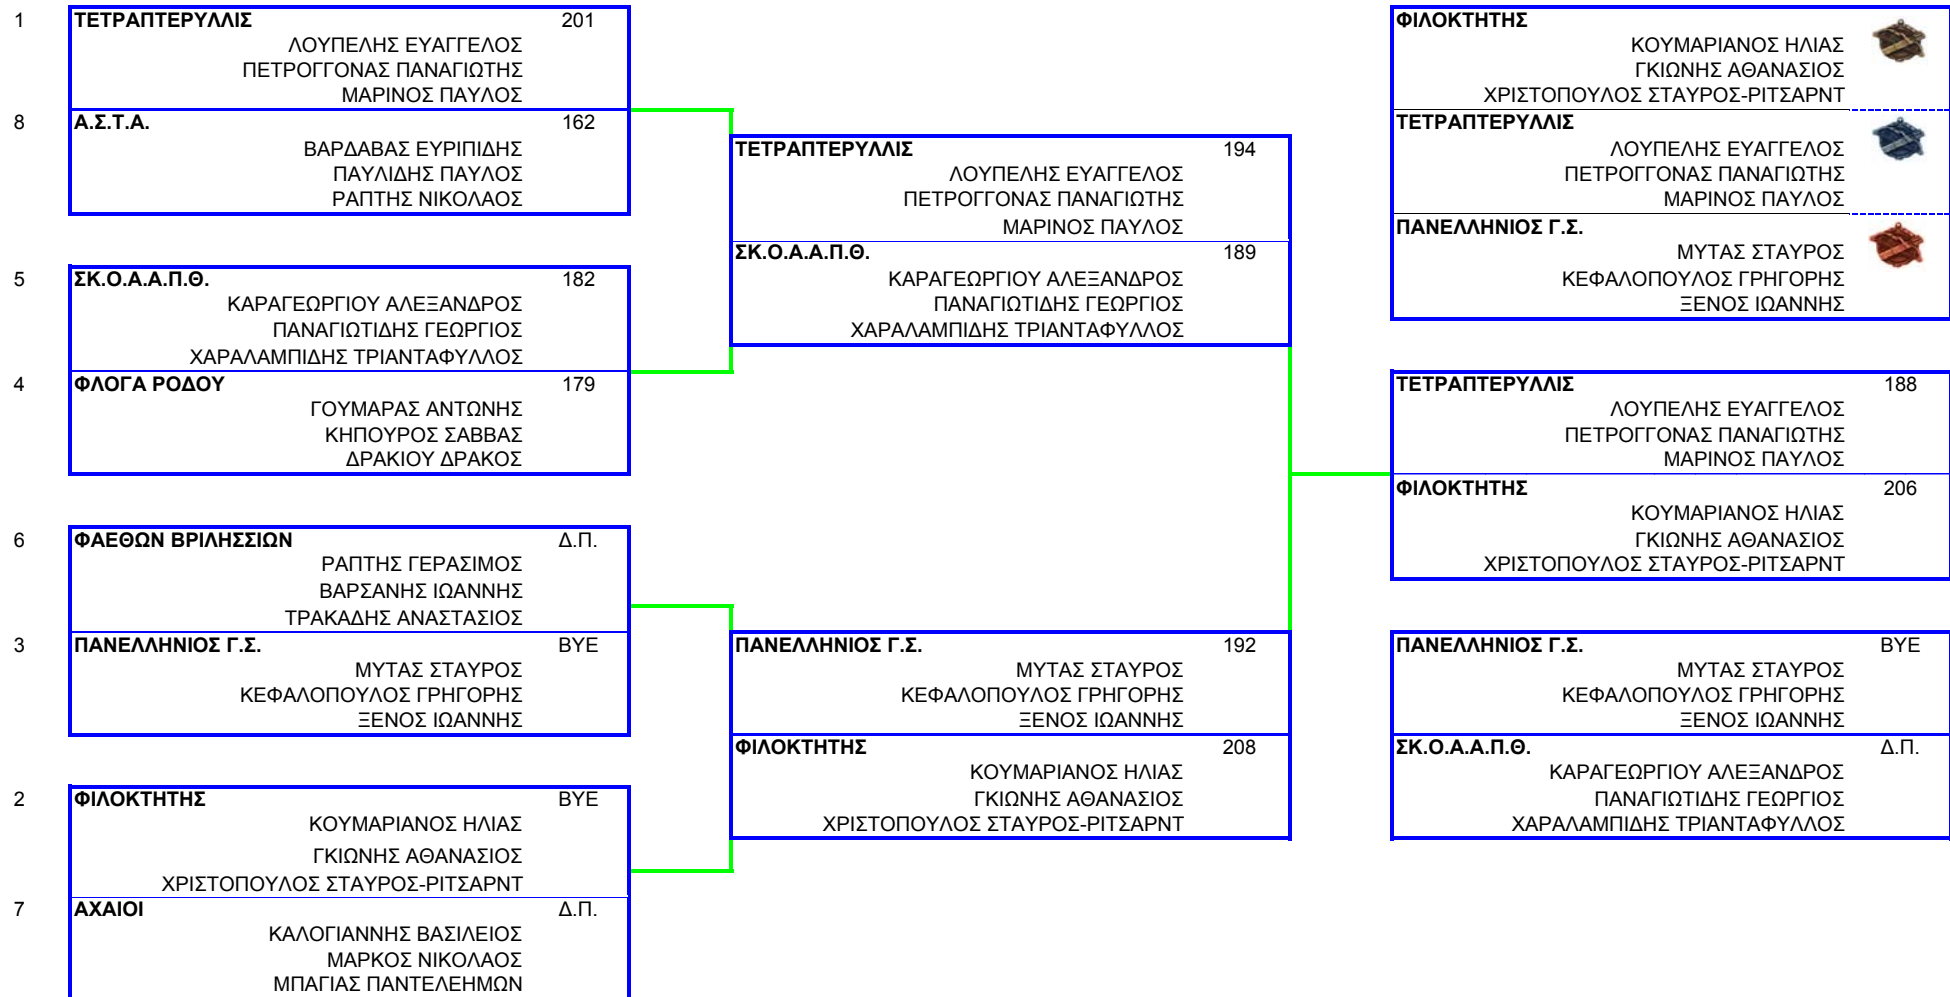 1 ΤΕΤΡΑΠΤΕΡΥΛΛΙΣ 201
ΛΟΥΠΕΛΗΣ ΕΥΑΓΓΕΛΟΣ
ΠΕΤΡΟΓΓΟΝΑΣ ΠΑΝΑΓΙΩΤΗΣ
ΜΑΡΙΝΟΣ ΠΑΥΛΟΣ
8 Α.Σ.Τ.Α. 162
ΒΑΡΔΑΒΑΣ ΕΥΡΙΠΙΔΗΣ
ΠΑΥΛΙΔΗΣ ΠΑΥΛΟΣ
ΡΑΠΤΗΣ ΝΙΚΟΛΑΟΣ
5 ΣΚ.Ο.Α.Α.Π.Θ. 182
ΚΑΡΑΓΕΩΡΓΙΟΥ ΑΛΕΞΑΝΔΡΟΣ
ΠΑΝΑΓΙΩΤΙΔΗΣ ΓΕΩΡΓΙΟΣ
ΧΑΡΑΛΑΜΠΙΔΗΣ ΤΡΙΑΝΤΑΦΥΛΛΟΣ
4 ΦΛΟΓΑ ΡΟΔΟΥ 179
ΓΟΥΜΑΡΑΣ ΑΝΤΩΝΗΣ
ΚΗΠΟΥΡΟΣ ΣΑΒΒΑΣ
ΔΡΑΚΙΟΥ ΔΡΑΚΟΣ
6 ΦΑΕΘΩΝ ΒΡΙΛΗΣΣΙΩΝ Δ.Π.
ΡΑΠΤΗΣ ΓΕΡΑΣΙΜΟΣ
ΒΑΡΣΑΝΗΣ ΙΩΑΝΝΗΣ
ΤΡΑΚΑΔΗΣ ΑΝΑΣΤΑΣΙΟΣ
3 ΠΑΝΕΛΛΗΝΙΟΣ Γ.Σ. BYE
ΜΥΤΑΣ ΣΤΑΥΡΟΣ
ΚΕΦΑΛΟΠΟΥΛΟΣ ΓΡΗΓΟΡΗΣ
ΞΕΝΟΣ ΙΩΑΝΝΗΣ
2 ΦΙΛΟΚΤΗΤΗΣ BYE
ΚΟΥΜΑΡΙΑΝΟΣ ΗΛΙΑΣ
ΓΚΙΩΝΗΣ ΑΘΑΝΑΣΙΟΣ
ΧΡΙΣΤΟΠΟΥΛΟΣ ΣΤΑΥΡΟΣ-ΡΙΤΣΑΡΝΤ
7 ΑΧΑΙΟΙ Δ.Π.
ΚΑΛΟΓΙΑΝΝΗΣ ΒΑΣΙΛΕΙΟΣ
ΜΑΡΚΟΣ ΝΙΚΟΛΑΟΣ
ΜΠΑΓΙΑΣ ΠΑΝΤΕΛΕΗΜΩΝ
ΤΕΤΡΑΠΤΕΡΥΛΛΙΣ 194
ΛΟΥΠΕΛΗΣ ΕΥΑΓΓΕΛΟΣ
ΠΕΤΡΟΓΓΟΝΑΣ ΠΑΝΑΓΙΩΤΗΣ
ΜΑΡΙΝΟΣ ΠΑΥΛΟΣ
ΣΚ.Ο.Α.Α.Π.Θ. 189
ΚΑΡΑΓΕΩΡΓΙΟΥ ΑΛΕΞΑΝΔΡΟΣ
ΠΑΝΑΓΙΩΤΙΔΗΣ ΓΕΩΡΓΙΟΣ
ΧΑΡΑΛΑΜΠΙΔΗΣ ΤΡΙΑΝΤΑΦΥΛΛΟΣ
ΠΑΝΕΛΛΗΝΙΟΣ Γ.Σ. 192
ΜΥΤΑΣ ΣΤΑΥΡΟΣ
ΚΕΦΑΛΟΠΟΥΛΟΣ ΓΡΗΓΟΡΗΣ
ΞΕΝΟΣ ΙΩΑΝΝΗΣ
ΦΙΛΟΚΤΗΤΗΣ 208
ΚΟΥΜΑΡΙΑΝΟΣ ΗΛΙΑΣ
ΓΚΙΩΝΗΣ ΑΘΑΝΑΣΙΟΣ
ΧΡΙΣΤΟΠΟΥΛΟΣ ΣΤΑΥΡΟΣ-ΡΙΤΣΑΡΝΤ
ΦΙΛΟΚΤΗΤΗΣ
ΚΟΥΜΑΡΙΑΝΟΣ ΗΛΙΑΣ
ΓΚΙΩΝΗΣ ΑΘΑΝΑΣΙΟΣ
ΧΡΙΣΤΟΠΟΥΛΟΣ ΣΤΑΥΡΟΣ-ΡΙΤΣΑΡΝΤ
ΤΕΤΡΑΠΤΕΡΥΛΛΙΣ
ΛΟΥΠΕΛΗΣ ΕΥΑΓΓΕΛΟΣ
ΠΕΤΡΟΓΓΟΝΑΣ ΠΑΝΑΓΙΩΤΗΣ
ΜΑΡΙΝΟΣ ΠΑΥΛΟΣ
ΠΑΝΕΛΛΗΝΙΟΣ Γ.Σ.
ΜΥΤΑΣ ΣΤΑΥΡΟΣ
ΚΕΦΑΛΟΠΟΥΛΟΣ ΓΡΗΓΟΡΗΣ
ΞΕΝΟΣ ΙΩΑΝΝΗΣ
ΤΕΤΡΑΠΤΕΡΥΛΛΙΣ 188
ΛΟΥΠΕΛΗΣ ΕΥΑΓΓΕΛΟΣ
ΠΕΤΡΟΓΓΟΝΑΣ ΠΑΝΑΓΙΩΤΗΣ
ΜΑΡΙΝΟΣ ΠΑΥΛΟΣ
ΦΙΛΟΚΤΗΤΗΣ 206
ΚΟΥΜΑΡΙΑΝΟΣ ΗΛΙΑΣ
ΓΚΙΩΝΗΣ ΑΘΑΝΑΣΙΟΣ
ΧΡΙΣΤΟΠΟΥΛΟΣ ΣΤΑΥΡΟΣ-ΡΙΤΣΑΡΝΤ
ΠΑΝΕΛΛΗΝΙΟΣ Γ.Σ. BYE
ΜΥΤΑΣ ΣΤΑΥΡΟΣ
ΚΕΦΑΛΟΠΟΥΛΟΣ ΓΡΗΓΟΡΗΣ
ΞΕΝΟΣ ΙΩΑΝΝΗΣ
ΣΚ.Ο.Α.Α.Π.Θ. Δ.Π.
ΚΑΡΑΓΕΩΡΓΙΟΥ ΑΛΕΞΑΝΔΡΟΣ
ΠΑΝΑΓΙΩΤΙΔΗΣ ΓΕΩΡΓΙΟΣ
ΧΑΡΑΛΑΜΠΙΔΗΣ ΤΡΙΑΝΤΑΦΥΛΛΟΣ